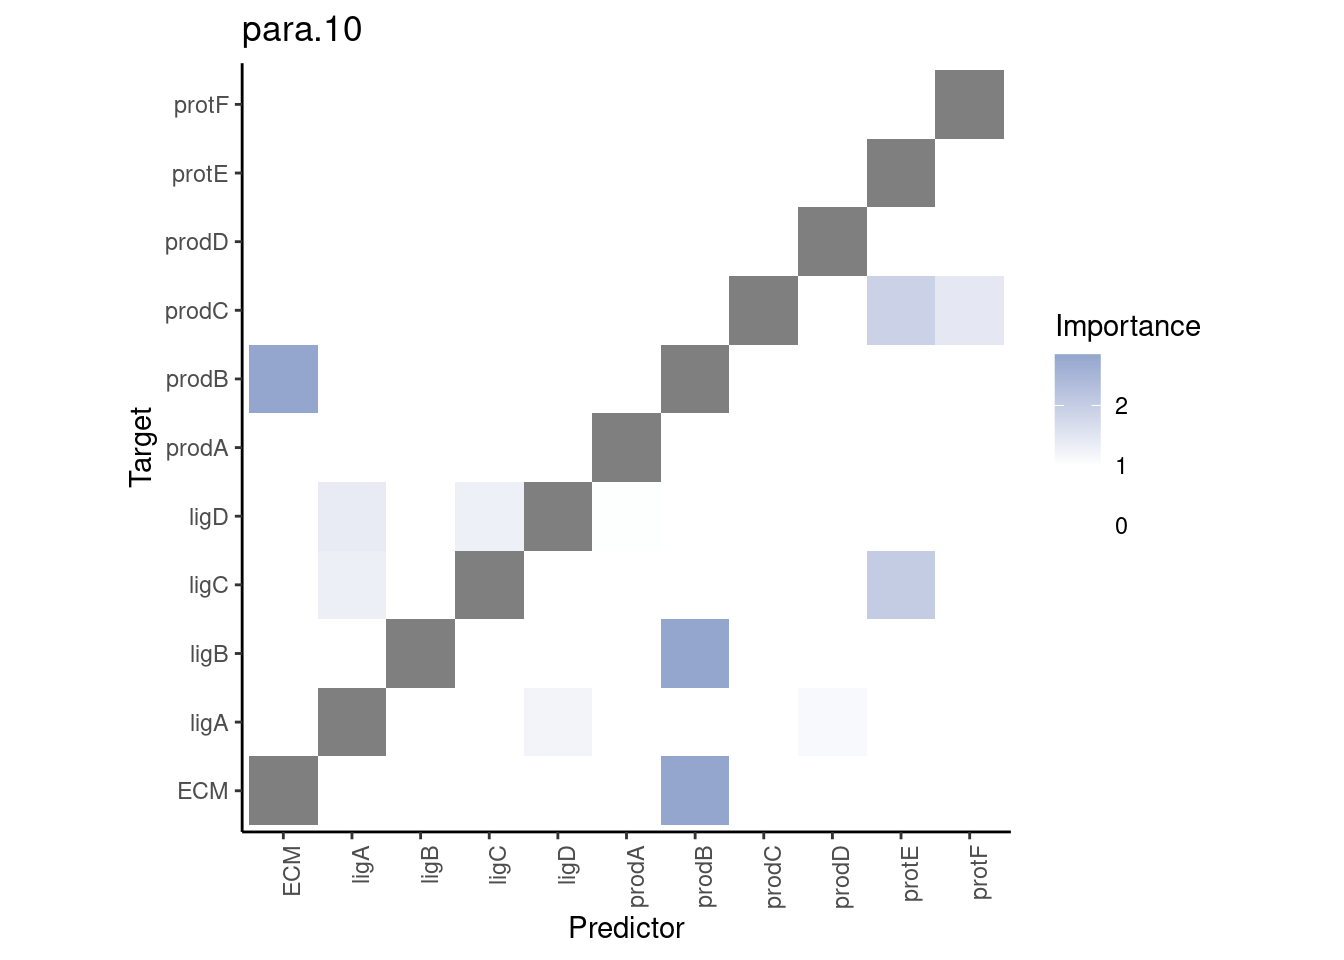 para.10
protF
protE
prodD
prodC
prodB
prodA
ligD
ligC
ligB
ligA
ECM
Target
ECM
ligA
ligB
ligC
ligD
prodA
prodB
prodC
prodD
protE
protF
Predictor
Importance
2
1
0